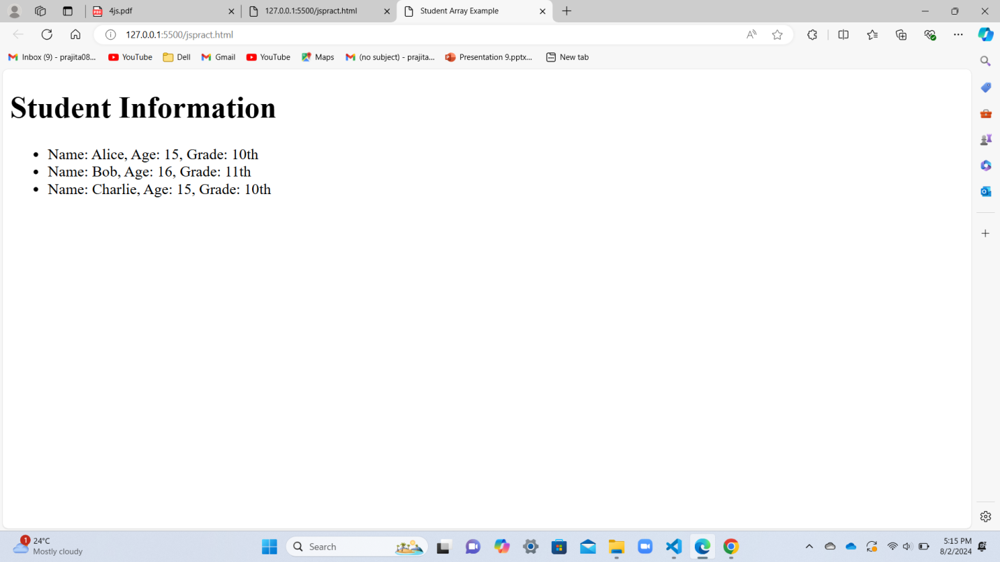 4js.pdf
127.0.0.1:5500/jspract.html
Student Array Example
127.0.0.1:5500/jspract.html
Inbox (9) - prajita08...
YouTube
Dell
Gmail
YouTube
Maps
(no subject) - prajita...
Presentation 9.pptx...
New tab
Student Information
• Name: Alice, Age: 15, Grade: 10th
• Name: Bob, Age: 16, Grade: 11th
• Name: Charlie, Age: 15, Grade: 10th
1
24°C
Mostly cloudy
Search
5:15 PM
8/2/2024